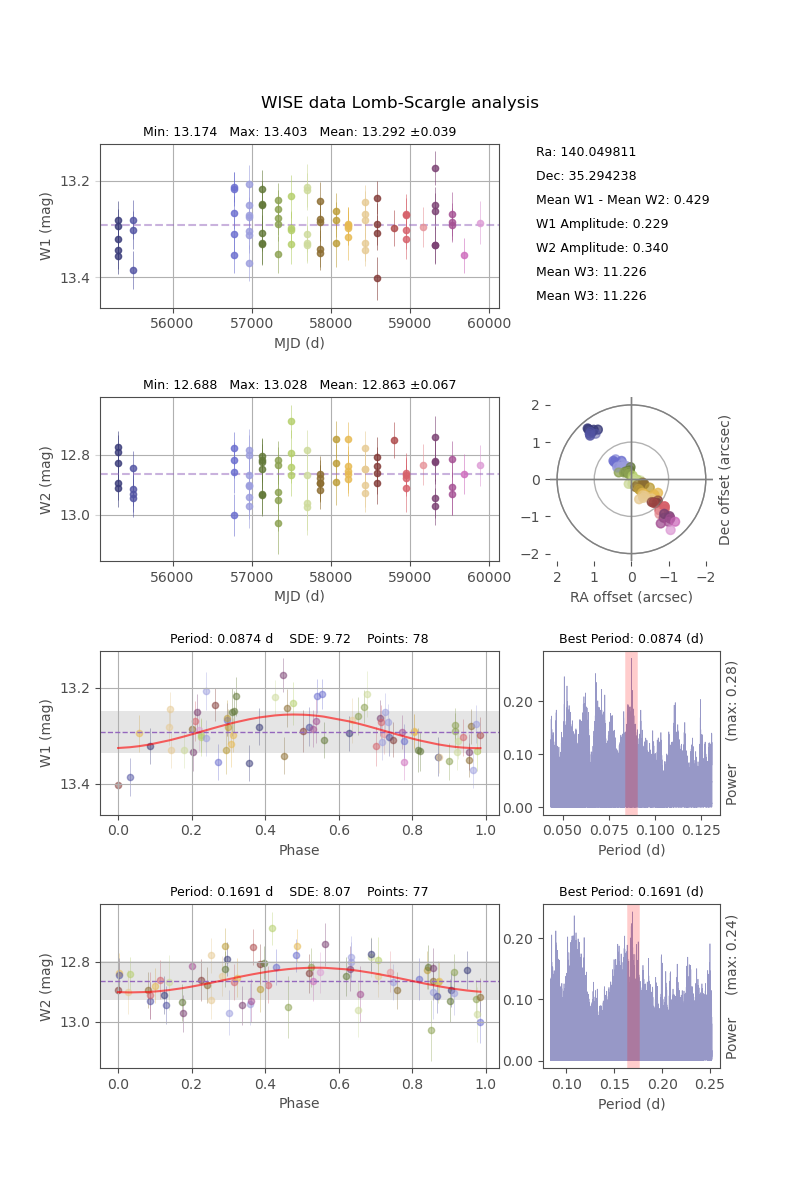 WISE data Lomb-Scargle analysis
Min: 13.174   Max: 13.403   Mean: 13.292 ±0.039
W1 (mag)
13.2
13.4
56000 57000 58000 59000 60000
MJD (d)
Ra: 140.049811
Dec: 35.294238
Mean W1 - Mean W2: 0.429
W1 Amplitude: 0.229
W2 Amplitude: 0.340
Mean W3: 11.226
Mean W3: 11.226
Min: 12.688   Max: 13.028   Mean: 12.863 ±0.067
W2 (mag)
12.8
13.0
56000 57000 58000 59000 60000
MJD (d)
2
1
0
−1
−2
2 1 0 −1 −2
RA offset (arcsec)
Dec offset (arcsec)
Period: 0.0874 d    SDE: 9.72    Points: 78
W1 (mag)
13.2
13.4
0.0 0.2 0.4 0.6 0.8 1.0
Phase
Best Period: 0.0874 (d)
0.20
0.10
0.00
0.050 0.075 0.100 0.125
Period (d)
Power     (max: 0.28)
Period: 0.1691 d    SDE: 8.07    Points: 77
W2 (mag)
12.8
13.0
0.0 0.2 0.4 0.6 0.8 1.0
Phase
Best Period: 0.1691 (d)
0.20
0.10
0.00
0.10 0.15 0.20 0.25
Period (d)
Power     (max: 0.24)